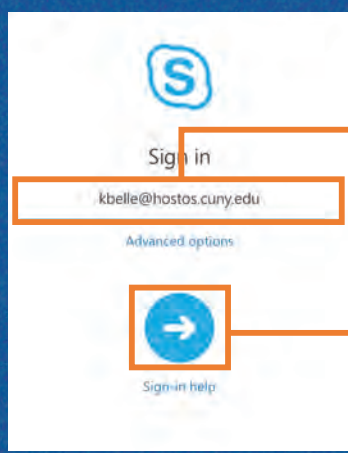 S
Sign in
kbelle@hostos.cuny.edu
Advanced options
Sign-in help